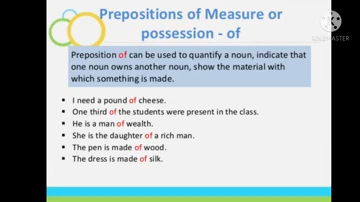 Prepositions of Measure or
possession - of
Preposition of can be used to quantify a noun, indicate that
one noun owns another noun, show the material with
which something is made.
I need a pound of cheese.
One third of the students were present in the class.
He is a man of wealth.
She is the daughter of a rich man.
The pen is made of wood.
The dress is made of silk.